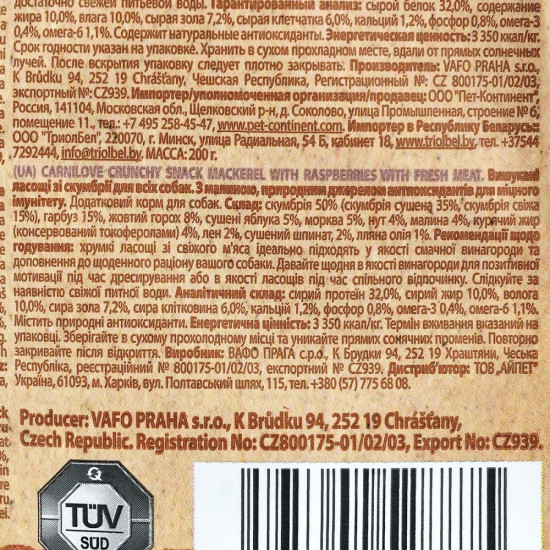 достаточно свежей питьевой воды. Гарантированный анализ: сырой белок 32,0%, содержание
жира 10,0%, влаги 10,0%, сырая зола 7,2%, сырая клетчатка 6,0%, кальций 1,2%, фосфор 0,8%, омега-3
0,4%, омега-6 1,1%. Содержит натуральные антиоксиданты. Энергетическая ценность: 3 350 ккал/кг.
Срок годности указан на упаковке. Хранить в сухом прохладном месте, вдали от прямых солнечных
лучей. После вскрытия упаковку следует плотно закрывать. Производитель: VAFO PRAHA s.r.o.,
K Brůdku 94, 252 19 Chrášťany, Чешская Республика, Регистрационный №: CZ 800175-01/02/03,
экспортный №:CZ939. Импортер/уполномоченная организация/продавец: ООО "Пет-Континент",
Россия, 141104, Московская обл., Щелковский р-н, д. Соколово, улица Промышленная, строение №6,
помещение 11., тел.: +7 495 258-45-47, www.pet-continent.com. Импортер в Республику Беларусь:
ООО "ТриолБел", 220070, г. Минск, улица Радиальная, 54 Б, кабинет 18, www.triolbel.by, тел.+37544
7292444, info@triolbel.by. МАССА: 200 г.
(UA) CARNILOVE CRUNCHY SNACK MACKEREL WITH RASPBERRIES WITH FRESH MEAT. Вишукані
ласощі зі скумбрії для всіх собак. З малиною, природним джерелом антиоксидантів для міцного
імунітету. Додатковий корм для собак. Склад: скумбрія 50% (скумбрія сушена 35%, скумбрія свіжа
15%), гарбуз 15%, жовтий горох 8%, сушені яблука 5%, морква 5%, нут 4%, малина 4%, курячий жир
(консервований токоферолами) 4%, лен 2%, сушений шпинат, 2%, лляна олія 1%. Рекомендації щодо
годування: хрумкі ласощі зі свіжого м'яса ідеально підходять у якості смачної винагороди та
доповнення до щоденного раціону вашого собаки. Давайте щодня в якості винагороди для позитивної
мотивації під час дресирування або в якості ласощів під час спільного відпочинку. Слідкуйте за
наявністю свіжої питної води. Аналітичний склад: сирий протеїн 32,0%, сирий жир 10,0%, волога
10,0%, сира зола 7,2%, сира клітковина 6,0%, кальцій 1,2%, фосфор 0,8%, омега-3 0,4%, омега-6 1,1%.
Містить природні антиоксиданти. Енергетична цінність: 3 350 ккал/кг. Термін вживання вказаний на
упаковці. Зберігайте в сухому прохолодному місці та уникайте прямих сонячних променів. Повторно
закривайте після відкриття. Виробник: ВАФО ПРАГА с.р.о., К Брудки 94, 252 19 Храштяни, Чеська
Республіка, реєстраційний № 800175-01/02/03, експортний № CZ939. Дистриб'ютор: ТОВ „АЙПЕТ"
Україна, 61093, м. Харків, вул. Полтавський шлях, 115, тел.+380 (57) 775 68 08.
Producer: VAFO PRAHA s.r.o., K Brůdku 94, 252 19 Chrášťany,
Czech Republic. Registration No: CZ800175-01/02/03, Export No: CZ939.
Q
TÜV
SÜD